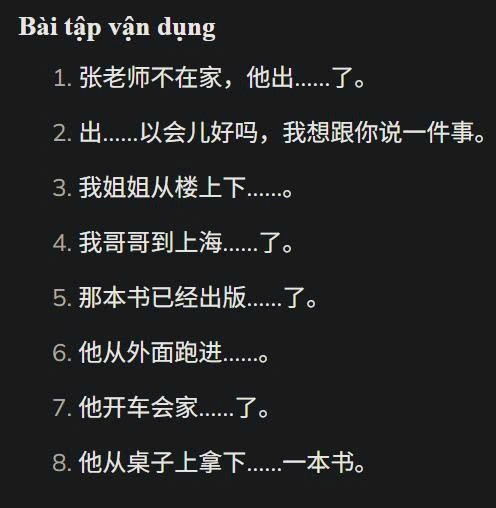 Bài tập vận dụng
1. 张老师不在家，他出......了。
2. 出......以会儿好吗，我想跟你说一件事。
3. 我姐姐从楼上下......。
4. 我哥哥到上海......了。
5. 那本书已经出版......了。
6. 他从外面跑进......。
7. 他开车会家......了。
8. 他从桌子上拿下......一本书。